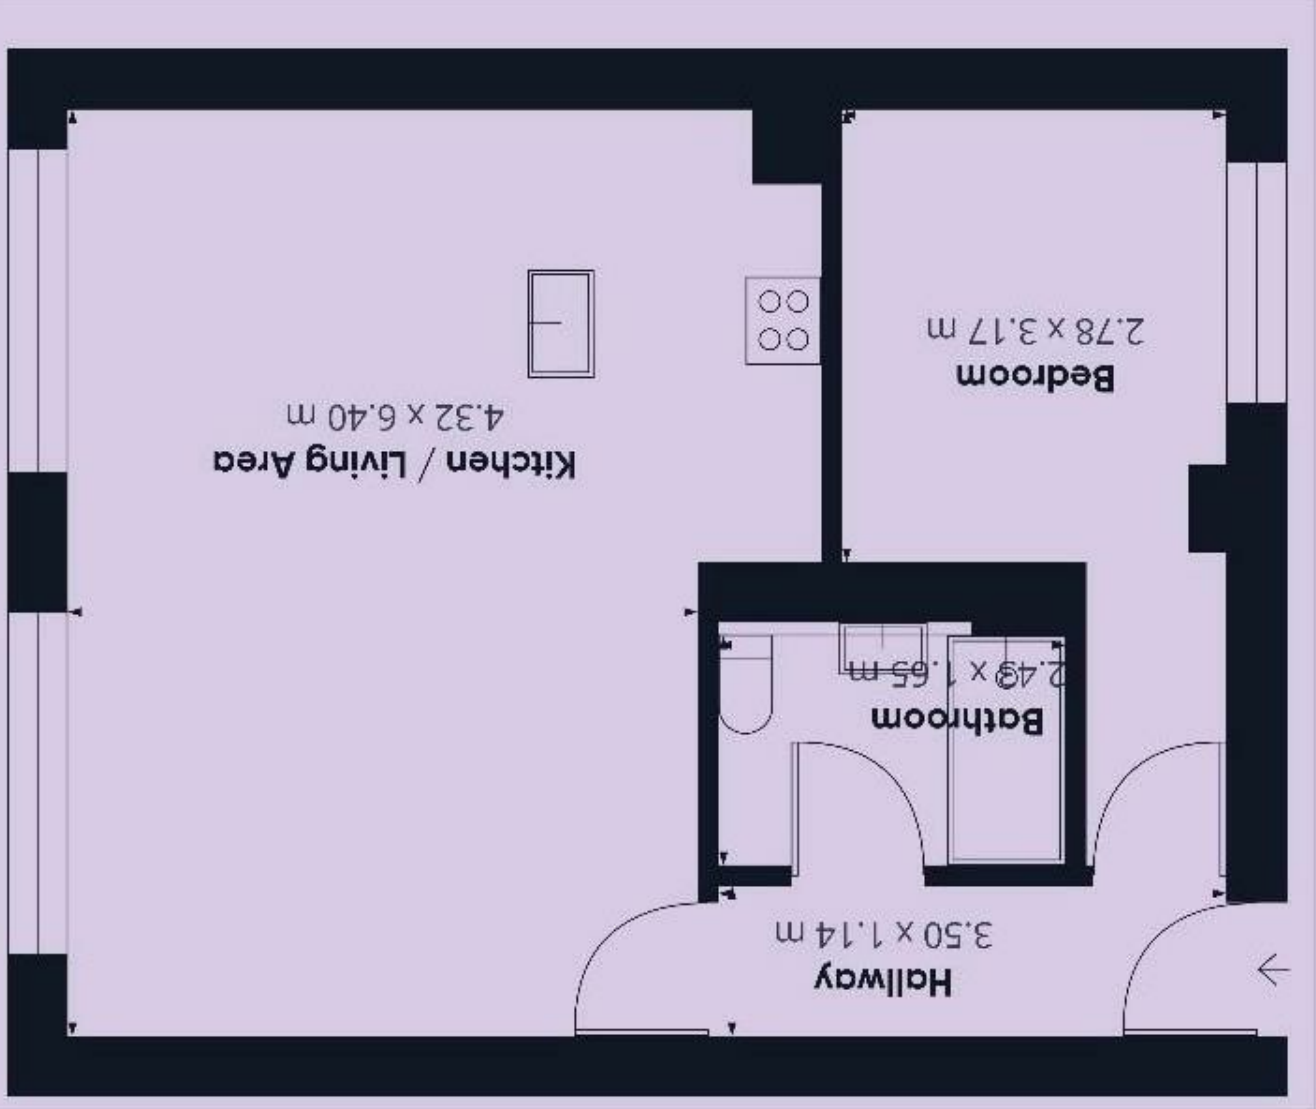 Hallway
3.50 x 1.14 m
Bathroom
2.43 x 1.65 m
Kitchen / Living Area
4.32 x 6.40 m
Bedroom
2.78 x 3.17 m